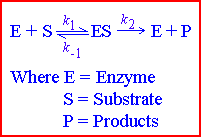 k₁ k₂
E + S ⇌ ES → E + P
k₋₁
Where E = Enzyme
S = Substrate
P = Products